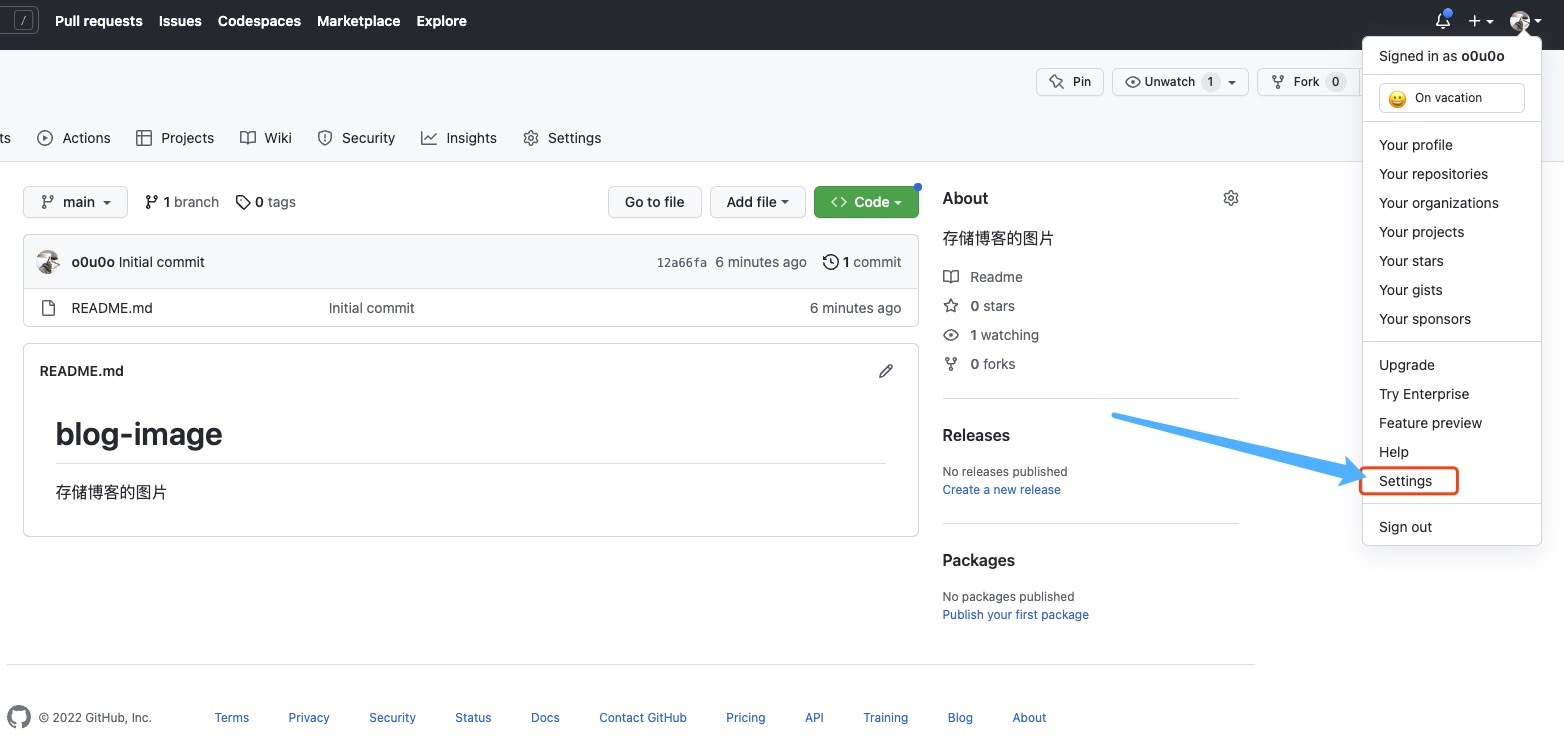 / Pull requests Issues Codespaces Marketplace Explore
Signed in as o0u0o
On vacation
Your profile
Your repositories
Your organizations
Your projects
Your stars
Your gists
Your sponsors
Upgrade
Try Enterprise
Feature preview
Help
Settings
Sign out
Pin Unwatch 1 Fork 0
ts Actions Projects Wiki Security Insights Settings
main 1 branch 0 tags Go to file Add file <> Code
o0u0o Initial commit 12a66fa 6 minutes ago 1 commit
README.md Initial commit 6 minutes ago
README.md
blog-image
存储博客的图片
About
存储博客的图片
Readme
0 stars
1 watching
0 forks
Releases
No releases published
Create a new release
Packages
No packages published
Publish your first package
© 2022 GitHub, Inc. Terms Privacy Security Status Docs Contact GitHub Pricing API Training Blog About